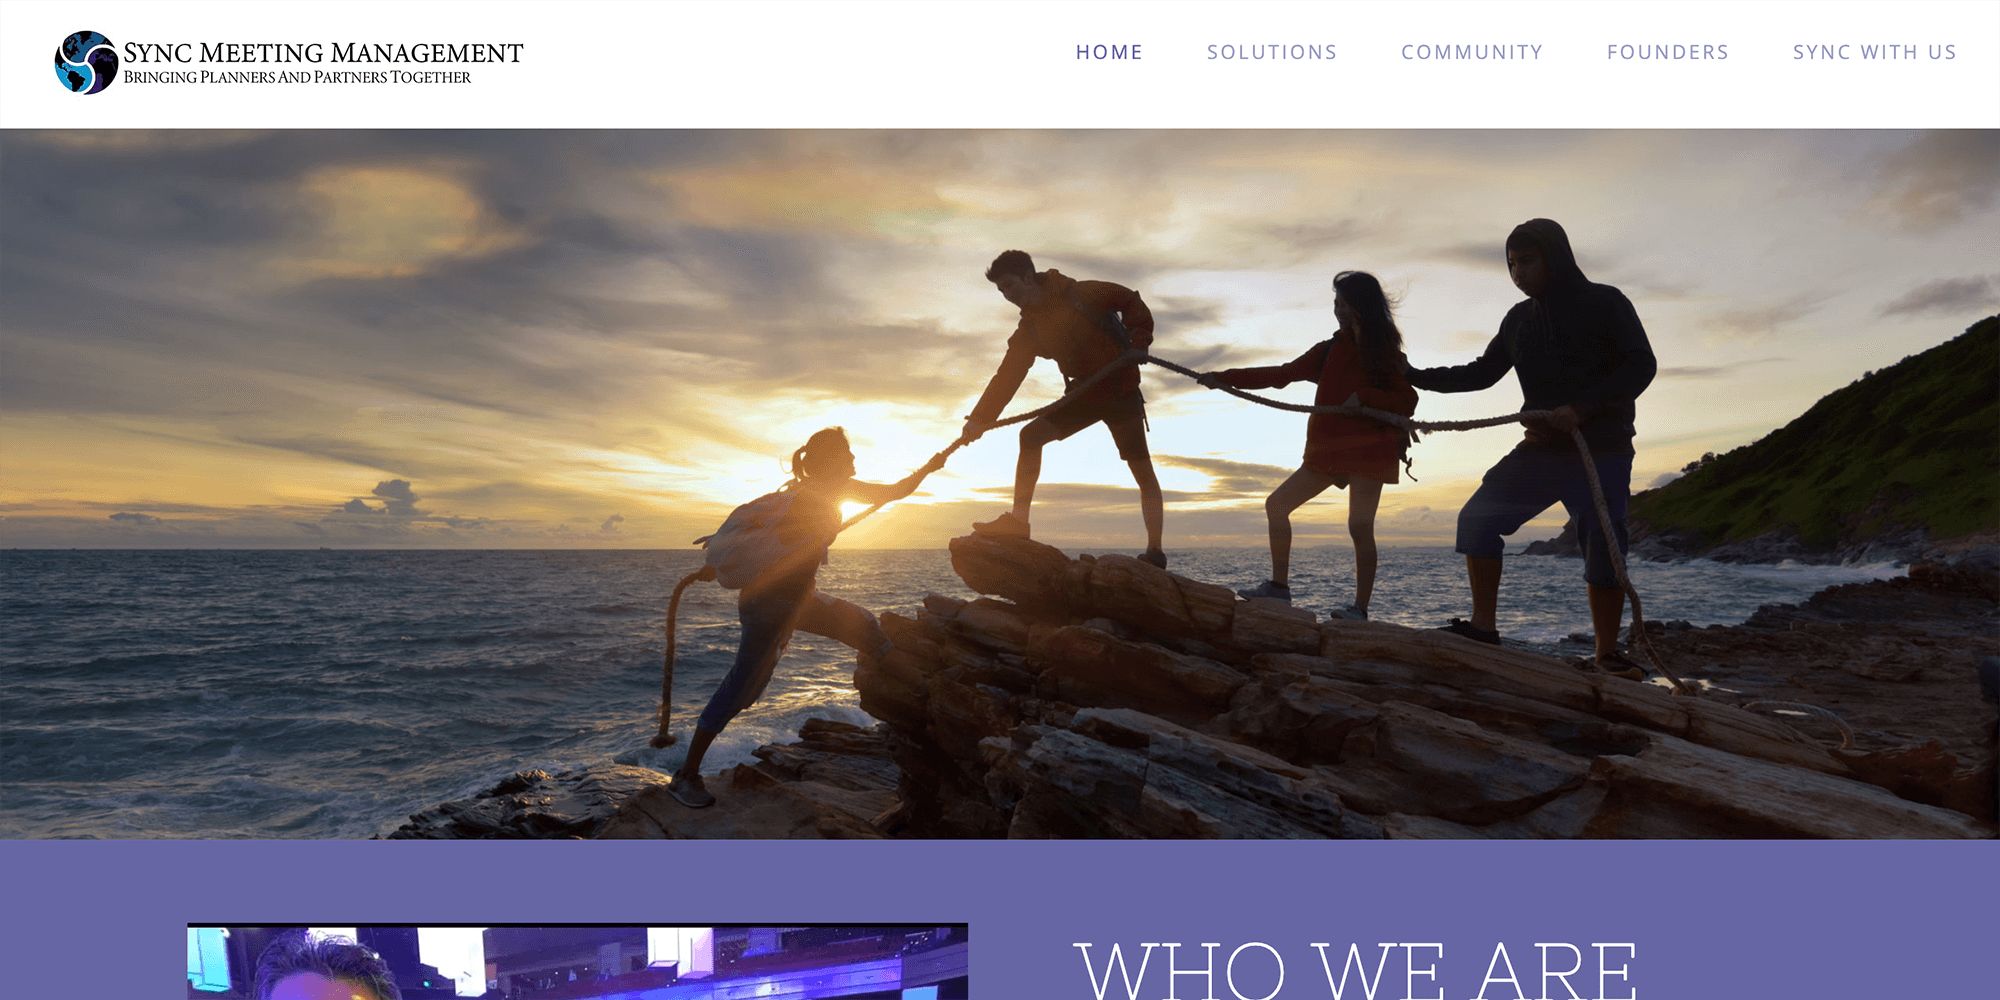 SYNC MEETING MANAGEMENT
BRINGING PLANNERS AND PARTNERS TOGETHER
HOME SOLUTIONS COMMUNITY FOUNDERS SYNC WITH US
WHO WE ARE